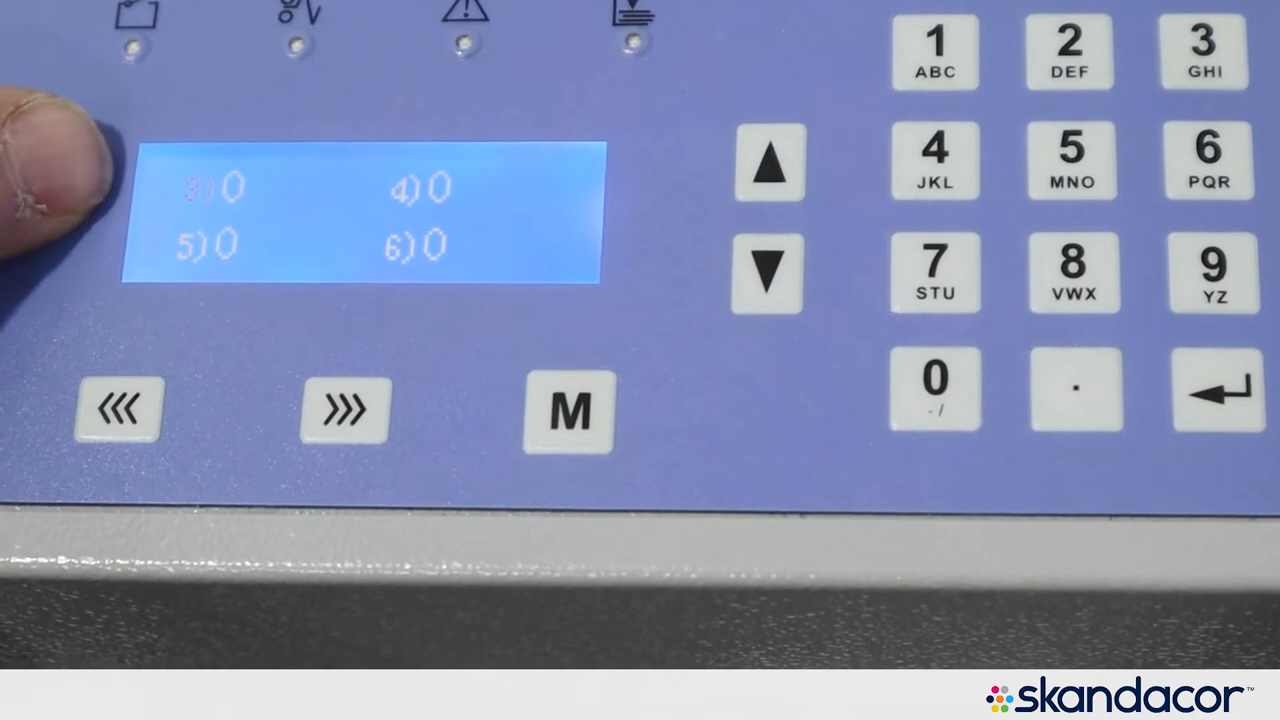 3) 0 4) 0
5) 0 6) 0
M
1 2 3
ABC DEF GHI
4 5 6
JKL MNO PQR
7 8 9
STU VWX YZ
0 .
- /
skandacor™